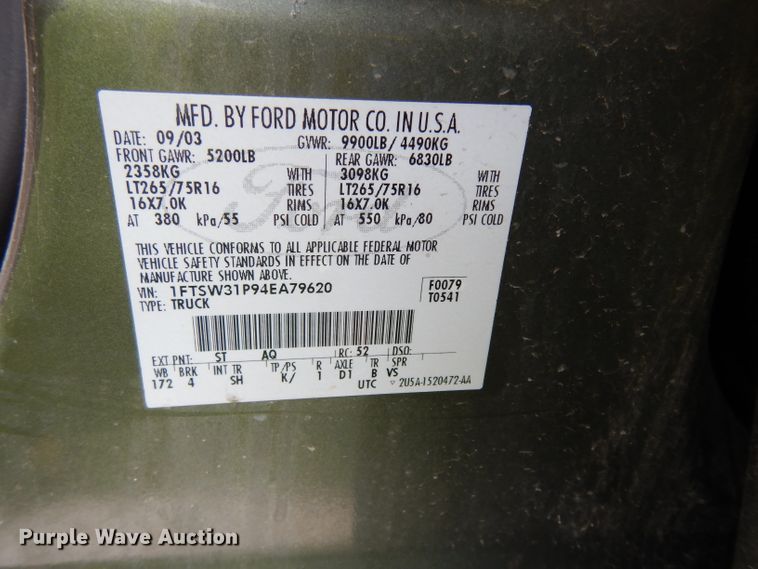 MFD. BY FORD MOTOR CO. IN U.S.A.
DATE: 09/03 GVWR: 9900LB/ 4490KG
FRONT GAWR: 5200LB REAR GAWR: 6830LB
2358KG WITH 3098KG WITH
LT265/75R16 TIRES LT265/75R16 TIRES
16X7.0K RIMS 16X7.0K RIMS
AT 380 kPa/55 PSI COLD AT 550 kPa/80 PSI COLD
Ford
THIS VEHICLE CONFORMS TO ALL APPLICABLE FEDERAL MOTOR
VEHICLE SAFETY STANDARDS IN EFFECT ON THE DATE OF
MANUFACTURE SHOWN ABOVE.
VIN: 1FTSW31P94EA79620 F0079
TYPE: TRUCK T0541
EXT PNT: ST AQ RC: 52 DSO:
WB BRK INT TR TP/PS R AXLE TR SPR
172 4 SH K/ 1 D1 B VS
UTC ▽ 2U5A-1520472-AA
Purple Wave Auction